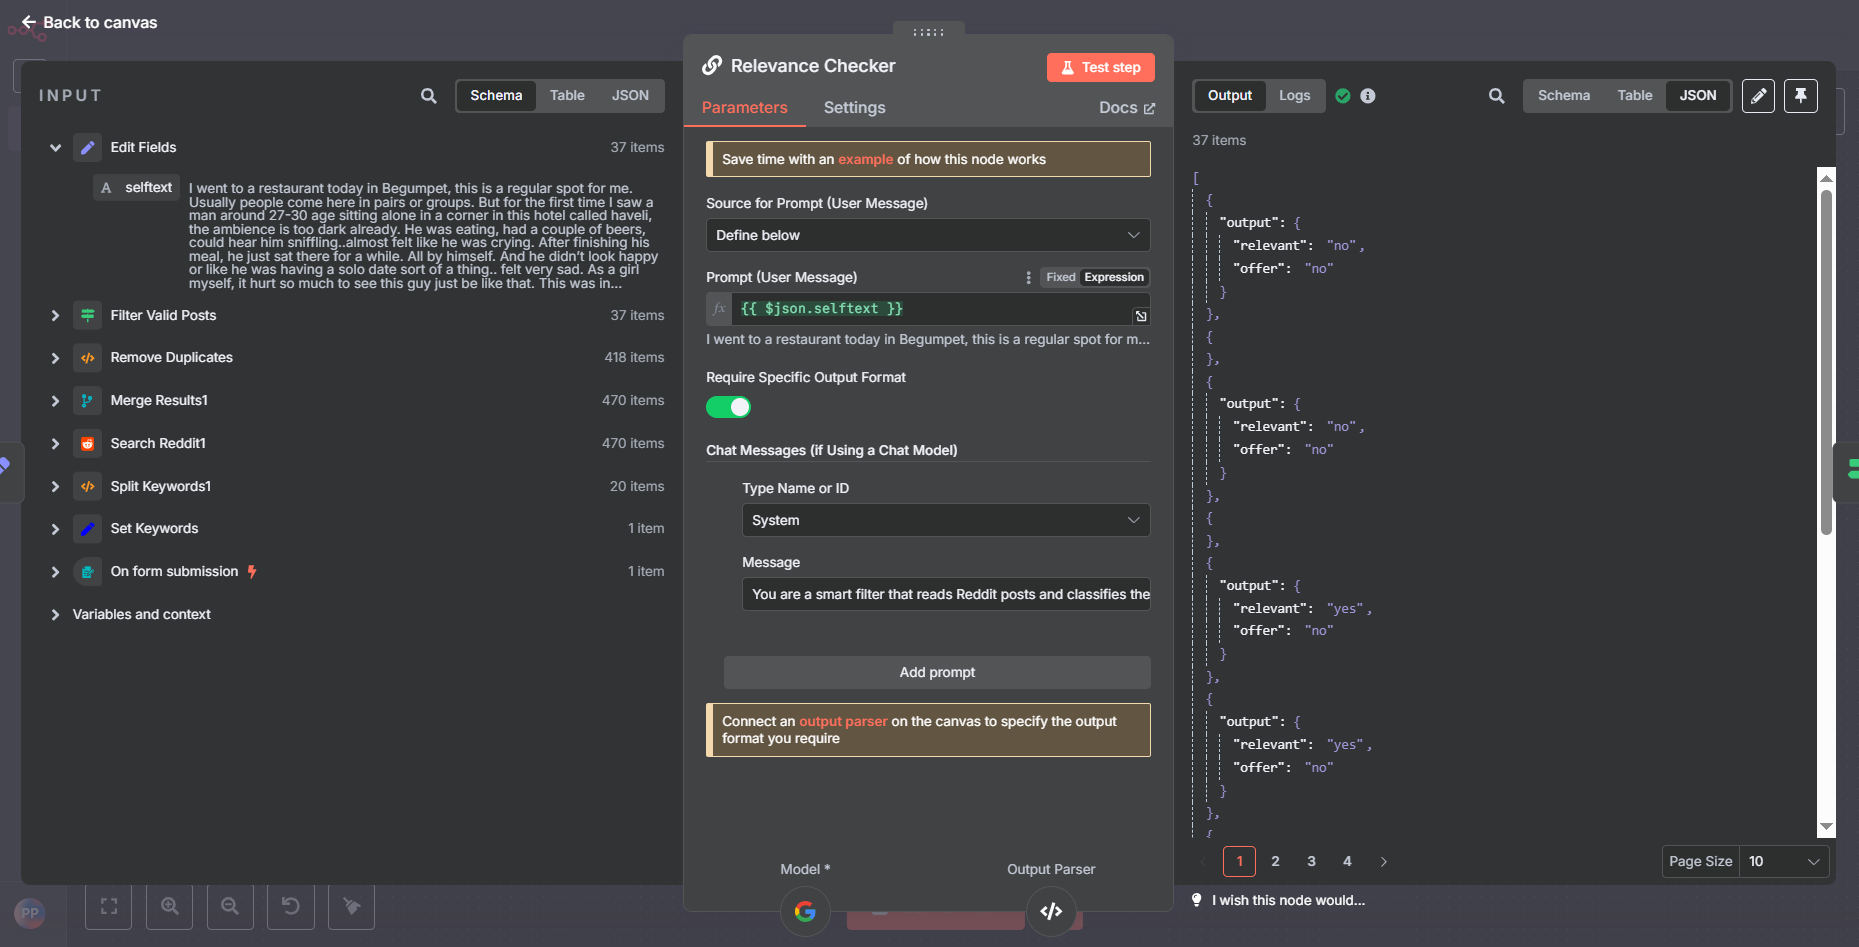 Back to canvas
INPUT
Schema
Table
JSON
Edit Fields
37 items
A selftext
I went to a restaurant today in Begumpet, this is a regular spot for me.
Usually people come here in pairs or groups. But for the first time I saw a
man around 27-30 age sitting alone in a corner in this hotel called haveli,
the ambience is too dark already. He was eating, had a couple of beers,
could hear him sniffling..almost felt like he was crying. After finishing his
meal, he just sat there for a while. All by himself. And he didn't look happy
or like he was having a solo date sort of a thing.. felt very sad. As a girl
myself, it hurt so much to see this guy just be like that. This was in...
Filter Valid Posts
37 items
Remove Duplicates
418 items
Merge Results1
470 items
Search Reddit1
470 items
Split Keywords1
20 items
Set Keywords
1 item
On form submission
1 item
Variables and context
PP
Relevance Checker
Test step
Parameters
Settings
Docs
Save time with an example of how this node works
Source for Prompt (User Message)
Define below
Prompt (User Message)
Fixed
Expression
fx
{{ $json.selftext }}
I went to a restaurant today in Begumpet, this is a regular spot for m...
Require Specific Output Format
Chat Messages (if Using a Chat Model)
Type Name or ID
System
Message
You are a smart filter that reads Reddit posts and classifies the
Add prompt
Connect an output parser on the canvas to specify the output
format you require
Model *
Output Parser
Output
Logs
Schema
Table
JSON
37 items
[
{
"output": {
"relevant": "no",
"offer": "no"
}
},
{
},
{
"output": {
"relevant": "no",
"offer": "no"
}
},
{
},
{
"output": {
"relevant": "yes",
"offer": "no"
}
},
{
"output": {
"relevant": "yes",
"offer": "no"
}
},
{
1
2
3
4
Page Size
10
I wish this node would...